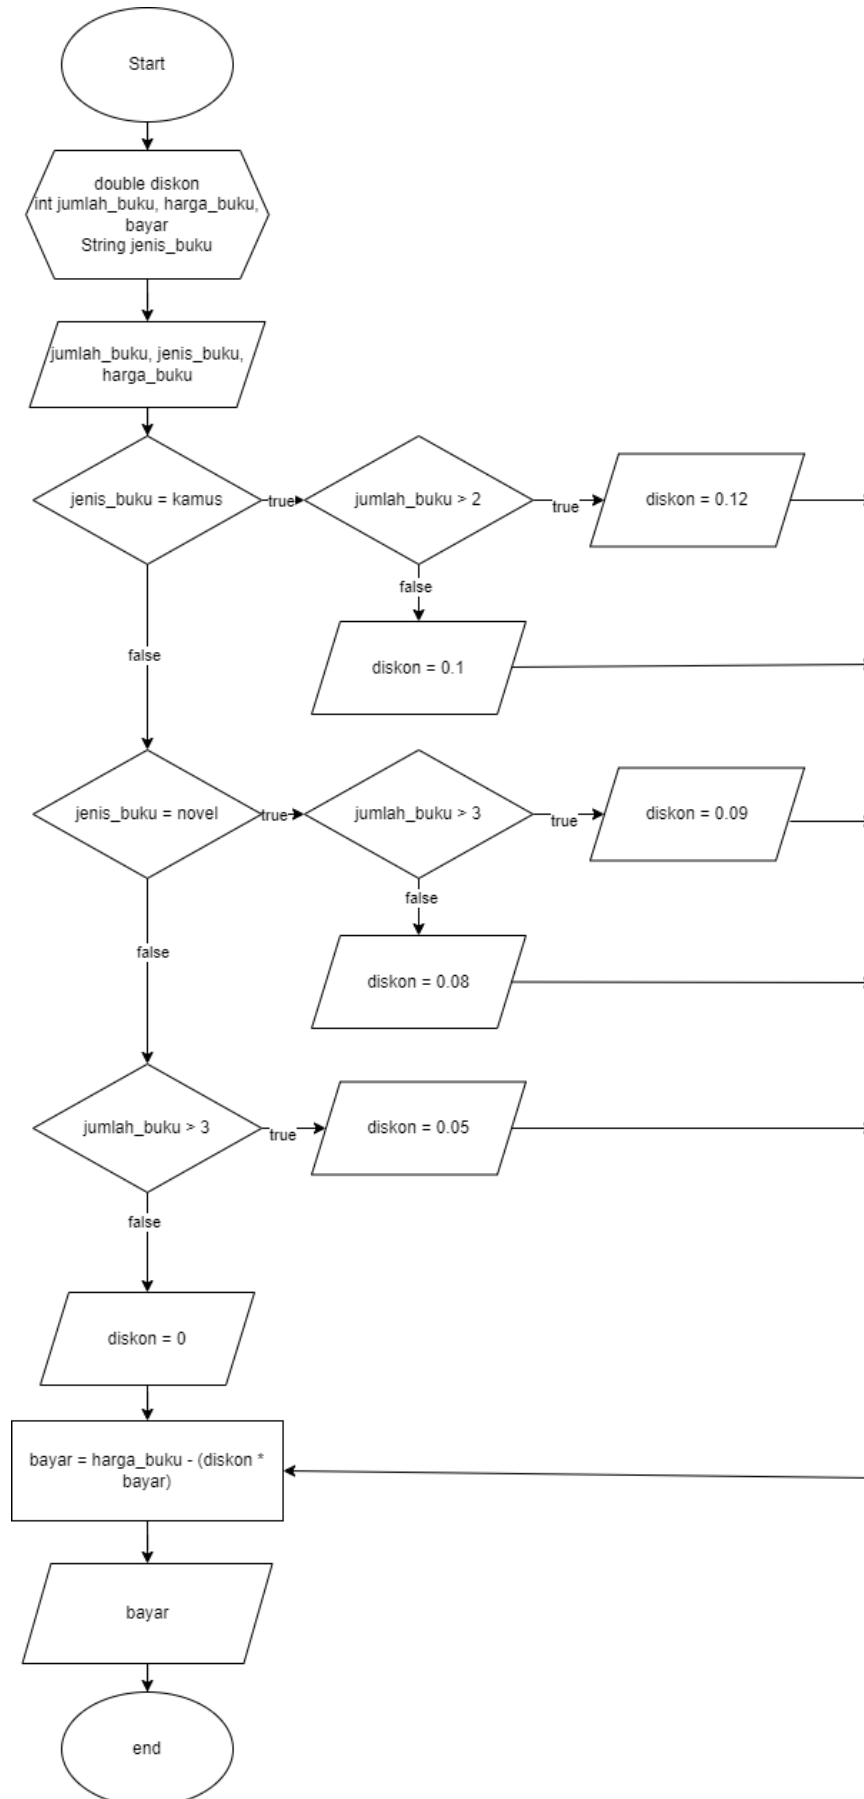 Start
double diskon
int jumlah_buku, harga_buku,
bayar
String jenis_buku
jumlah_buku, jenis_buku,
harga_buku
jenis_buku = kamus
true
jumlah_buku > 2
true
diskon = 0.12
false
diskon = 0.1
false
jenis_buku = novel
true
jumlah_buku > 3
true
diskon = 0.09
false
diskon = 0.08
false
jumlah_buku > 3
true
diskon = 0.05
false
diskon = 0
bayar = harga_buku - (diskon *
bayar)
bayar
end